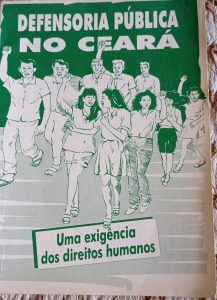 DEFENSORIA PÚBLICA
NO CEARÁ
Uma exigência
dos direitos humanos